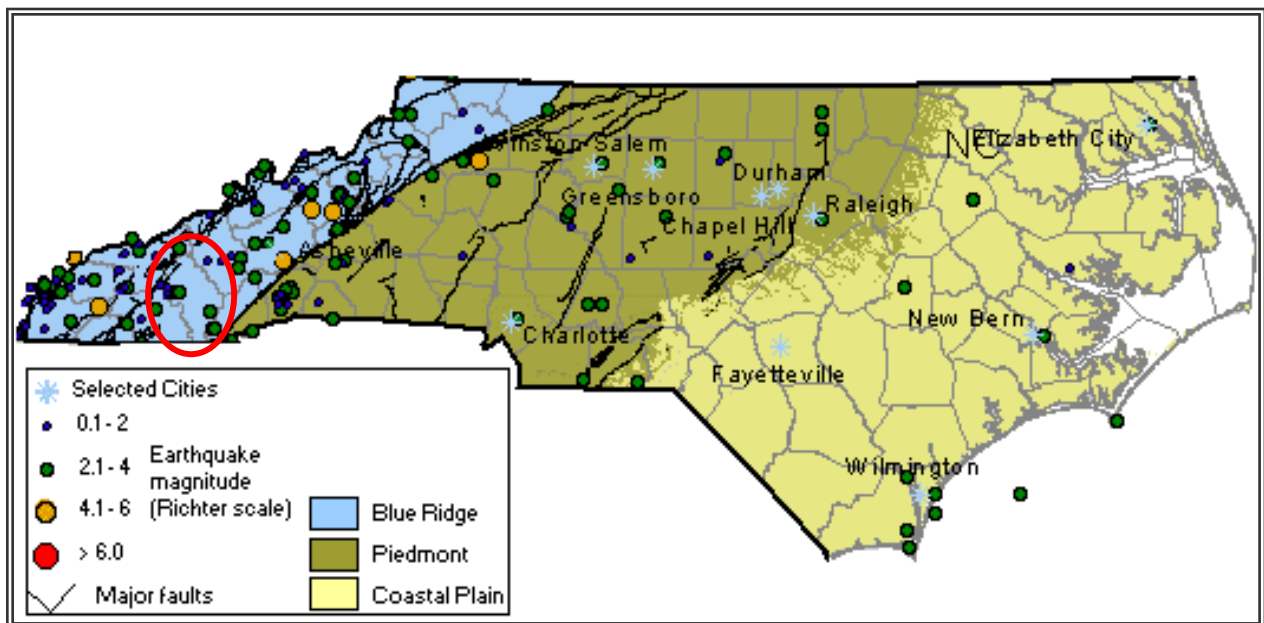 NC
Elizabeth City
Winston-Salem
Durham
Greensboro
Raleigh
Chapel Hill
Asheville
New Bern
Charlotte
Fayetteville
Wilmington
Selected Cities
0.1 - 2
2.1 - 4 Earthquake
magnitude
4.1 - 6 (Richter scale)
> 6.0
Major faults
Blue Ridge
Piedmont
Coastal Plain